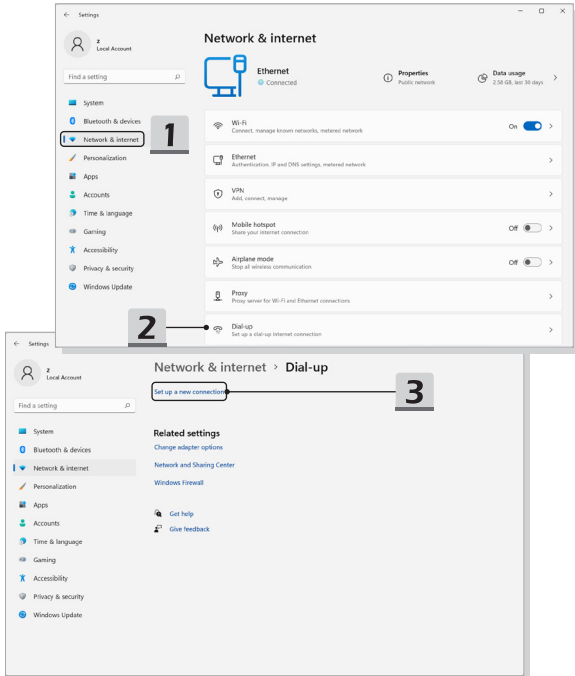 Settings
z
Local Account
Find a setting
System
Bluetooth & devices
Network & internet
Personalization
Apps
Accounts
Time & language
Gaming
Accessibility
Privacy & security
Windows Update
1
2
Network & internet
Ethernet
Connected
Properties
Public network
Data usage
2.58 GB, last 30 days
Wi-Fi
Connect, manage known networks, metered network
On
Ethernet
Authentication, IP and DNS settings, metered network
VPN
Add, connect, manage
Mobile hotspot
Share your internet connection
Off
Airplane mode
Stop all wireless communication
Off
Proxy
Proxy server for Wi-Fi and Ethernet connections
Dial-up
Set up a dial-up internet connection
Settings
z
Local Account
Find a setting
System
Bluetooth & devices
Network & internet
Personalization
Apps
Accounts
Time & language
Gaming
Accessibility
Privacy & security
Windows Update
Network & internet > Dial-up
Set up a new connection
3
Related settings
Change adapter options
Network and Sharing Center
Windows Firewall
Get help
Give feedback